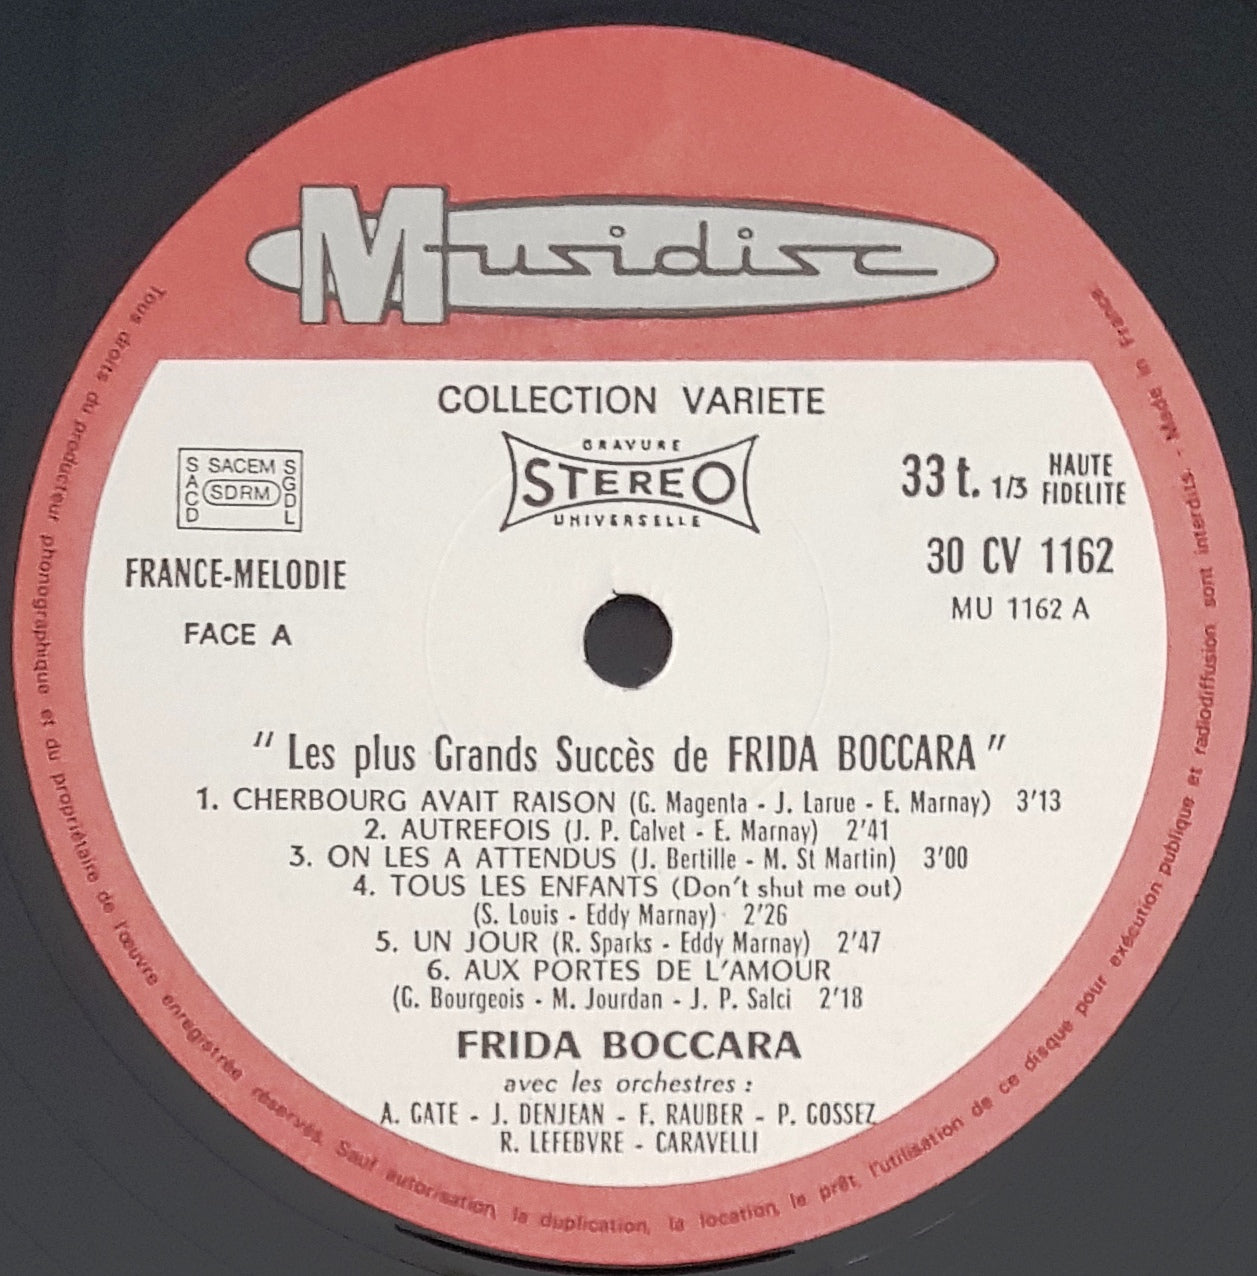 Musidisc
COLLECTION VARIETE
GRAVURE
STEREO
UNIVERSELLE
SACD
SACEM
SDRM
SGDL
33 t. 1/3 HAUTE FIDELITE
FRANCE-MELODIE
30 CV 1162
FACE A
MU 1162 A
" Les plus Grands Succès de FRIDA BOCCARA "
1. CHERBOURG AVAIT RAISON (G. Magenta - J. Larue - E. Marnay) 3'13
2. AUTREFOIS (J. P. Calvet - E. Marnay) 2'41
3. ON LES A ATTENDUS (J. Bertille - M. St Martin) 3'00
4. TOUS LES ENFANTS (Don't shut me out)
(S. Louis - Eddy Marnay) 2'26
5. UN JOUR (R. Sparks - Eddy Marnay) 2'47
6. AUX PORTES DE L'AMOUR
(G. Bourgeois - M. Jourdan - J. P. Salci 2'18
FRIDA BOCCARA
avec les orchestres :
A. GATE - J. DENJEAN - F. RAUBER - P. GOSSEZ
R. LEFEBVRE - CARAVELLI
Tous droits du producteur phonographique et du propriétaire de l'œuvre enregistrée réservés. Sauf autorisation, la duplication, la location, le prêt, l'utilisation de ce disque pour exécution publique et radiodiffusion sont interdits. - Made in France.